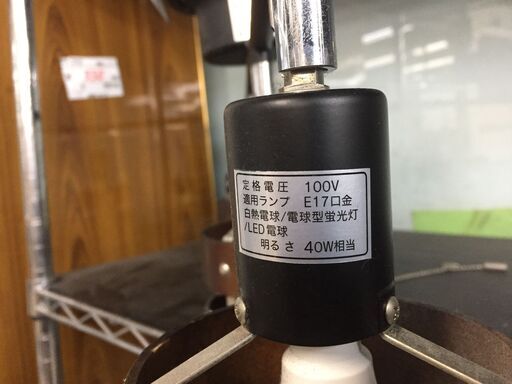 定格電圧 100V
適用ランプ E17口金
白熱電球/電球型蛍光灯
/LED電球
明るさ 40W相当